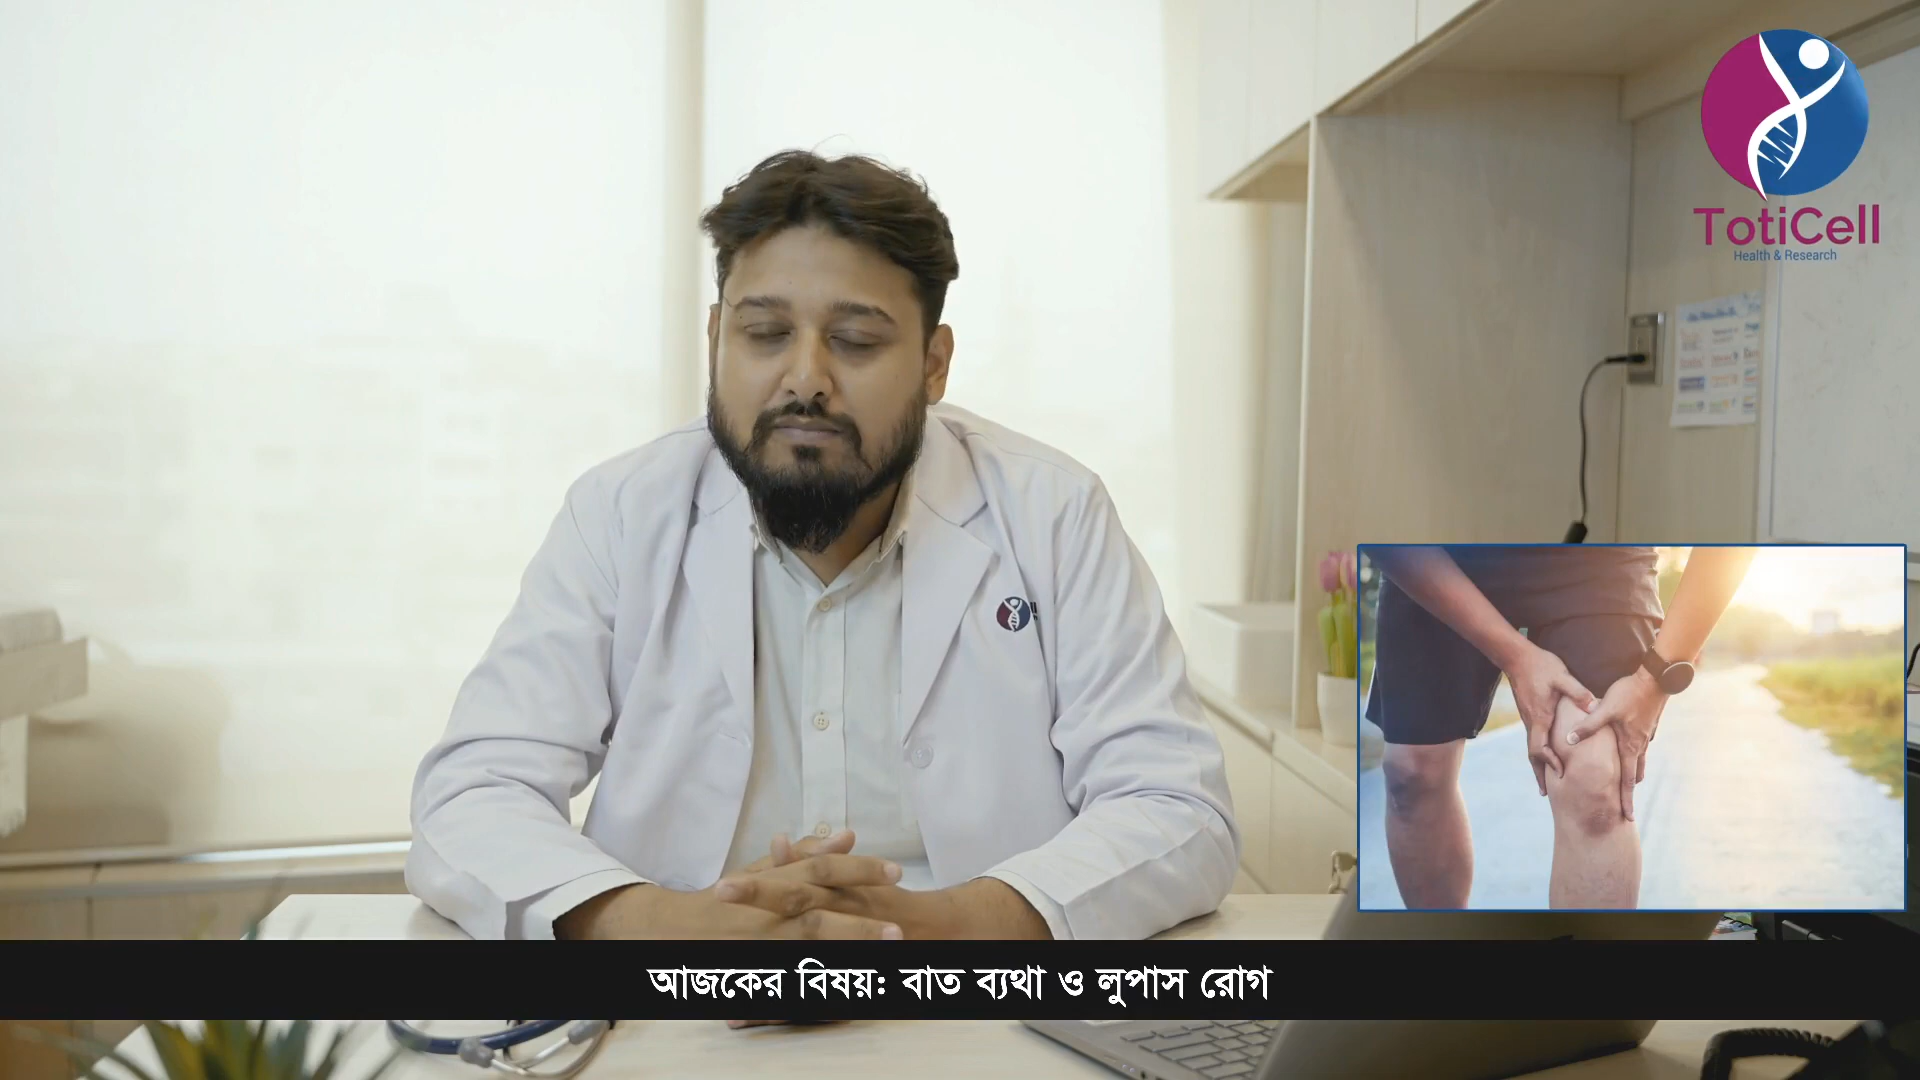 TotiCell
Health & Research
আজকের বিষয়: বাত ব্যথা ও লুপাস রোগ